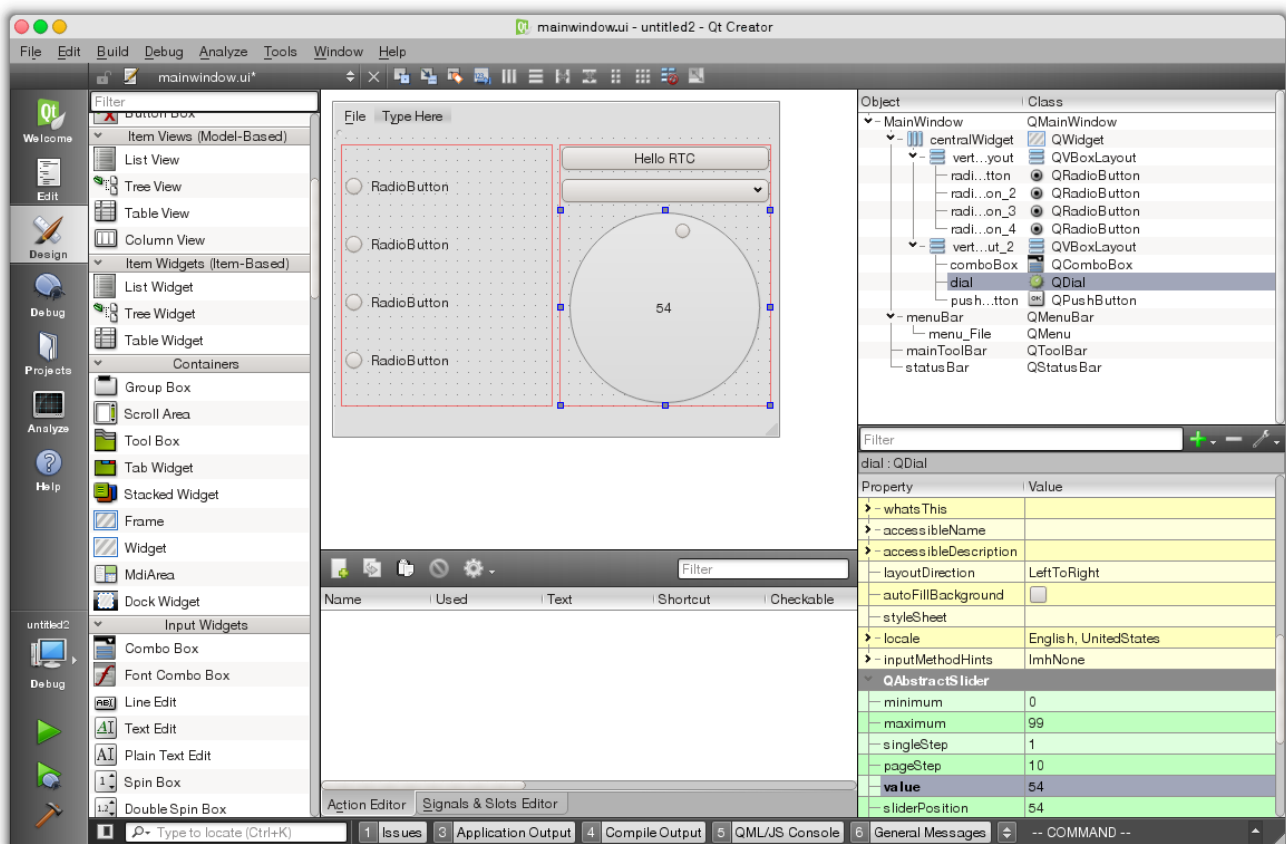 mainwindow.ui - untitled2 - Qt Creator
File Edit Build Debug Analyze Tools Window Help
mainwindow.ui*
Welcome
Edit
Design
Debug
Projects
Analyze
Help
untitled2
Debug
Filter
Button Box
Item Views (Model-Based)
List View
Tree View
Table View
Column View
Item Widgets (Item-Based)
List Widget
Tree Widget
Table Widget
Containers
Group Box
Scroll Area
Tool Box
Tab Widget
Stacked Widget
Frame
Widget
MdiArea
Dock Widget
Input Widgets
Combo Box
Font Combo Box
Line Edit
Text Edit
Plain Text Edit
Spin Box
Double Spin Box
File Type Here
Hello RTC
RadioButton
RadioButton
RadioButton
RadioButton
54
Filter
Name Used Text Shortcut Checkable
Action Editor Signals & Slots Editor
Object Class
MainWindow QMainWindow
centralWidget QWidget
vert...yout QVBoxLayout
radi...tton QRadioButton
radi...on_2 QRadioButton
radi...on_3 QRadioButton
radi...on_4 QRadioButton
vert...ut_2 QVBoxLayout
comboBox QComboBox
dial QDial
push...tton QPushButton
menuBar QMenuBar
menu_File QMenu
mainToolBar QToolBar
statusBar QStatusBar
Filter
dial : QDial
Property Value
whatsThis
accessibleName
accessibleDescription
layoutDirection LeftToRight
autoFillBackground
styleSheet
locale English, UnitedStates
inputMethodHints ImhNone
QAbstractSlider
minimum 0
maximum 99
singleStep 1
pageStep 10
value 54
sliderPosition 54
Type to locate (Ctrl+K) 1 Issues 3 Application Output 4 Compile Output 5 QML/JS Console 6 General Messages -- COMMAND --